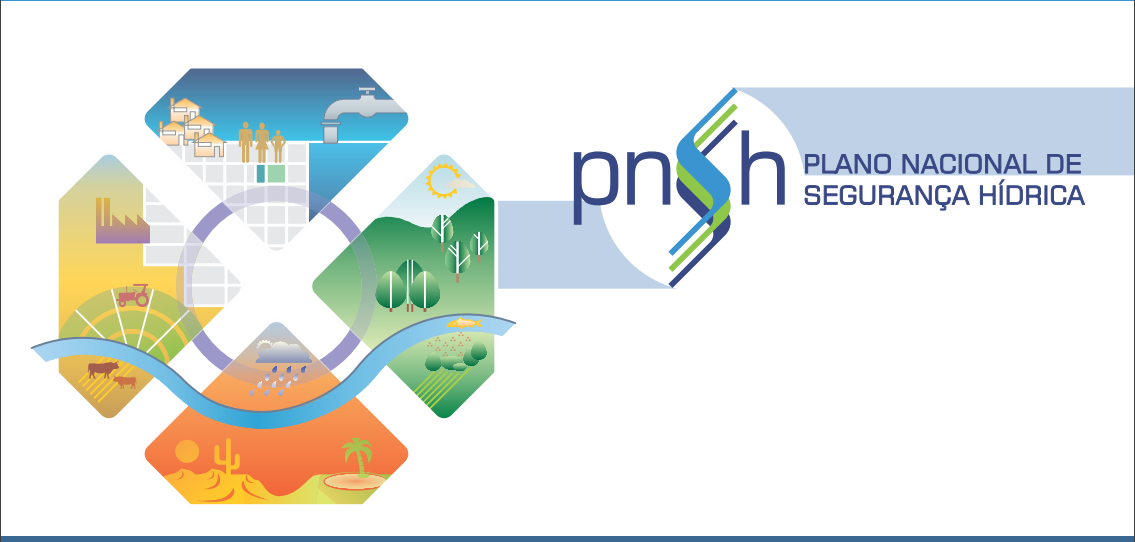 pnsh
PLANO NACIONAL DE
SEGURANÇA HÍDRICA